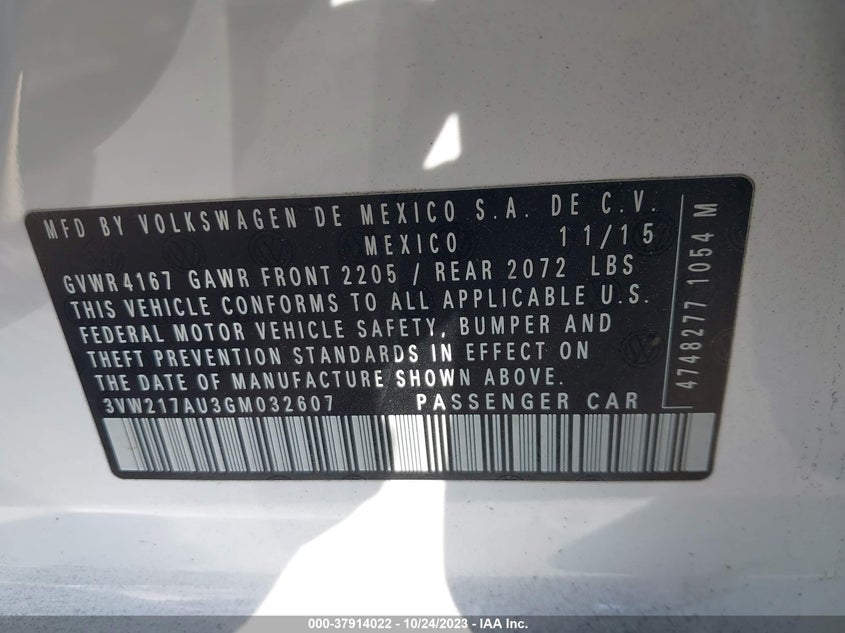 MFD BY VOLKSWAGEN DE MEXICO S.A. DE C.V.
MEXICO 11/15
GVWR4167 GAWR FRONT 2205 / REAR 2072 LBS
THIS VEHICLE CONFORMS TO ALL APPLICABLE U.S.
FEDERAL MOTOR VEHICLE SAFETY, BUMPER AND
THEFT PREVENTION STANDARDS IN EFFECT ON
THE DATE OF MANUFACTURE SHOWN ABOVE.
3VW217AU3GM032607 PASSENGER CAR
4748277 1054 M
000-37914022 - 10/24/2023 - IAA Inc.